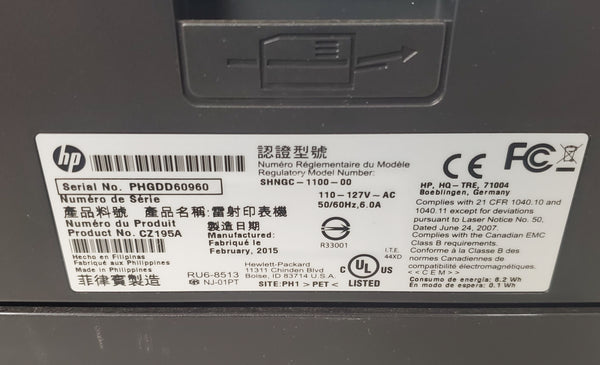 hp
認證型號
Numéro Réglementaire du Modèle
Regulatory Model Number:
SHNGC-1100-00
110-127V~AC
50/60Hz,6.0A
Serial No. PHGDD60960
Numéro de Série
產品料號 產品名稱:雷射印表機
Numéro du Produit
Product No. CZ195A
製造日期
Manufactured:
Fabriqué le
February, 2015
Hecho en Filipinas
Fabriqué aux Philippines
Made in Philippines
菲律賓製造
RU6-8513
NJ-01PT
Hewlett-Packard
11311 Chinden Blvd
Boise, ID 83714 U.S.A.
SITE:PH1 > PET <
R33001
I.T.E.
44XD
C UL US
LISTED
CE FC
HP, HQ-TRE, 71004
Boeblingen, Germany
Complies with 21 CFR 1040.10 and
1040.11 except for deviations
pursuant to Laser Notice No. 50,
Dated June 24, 2007.
Complies with the Canadian EMC
Class B requirements.
Conforme à la Classe B des
normes Canadiennes de
compatibilité électromagnétiques.
<<CEM>>
Consumo de energía: 6.2 Wh
En modo de espera: 0.1 Wh